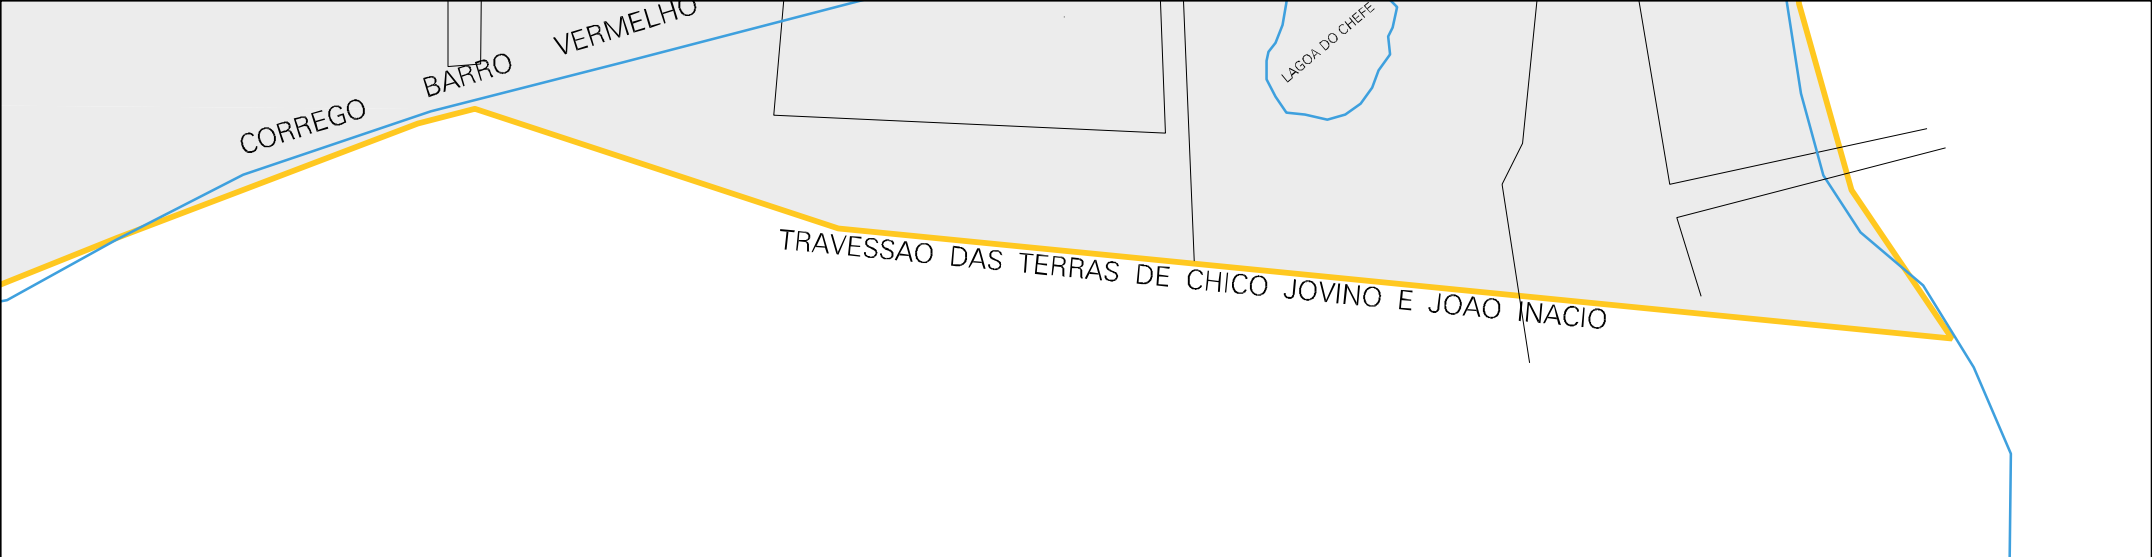 CORREGO BARRO VERMELHO
LAGOA DO CHEFE
TRAVESSAO DAS TERRAS DE CHICO JOVINO E JOAO INACIO